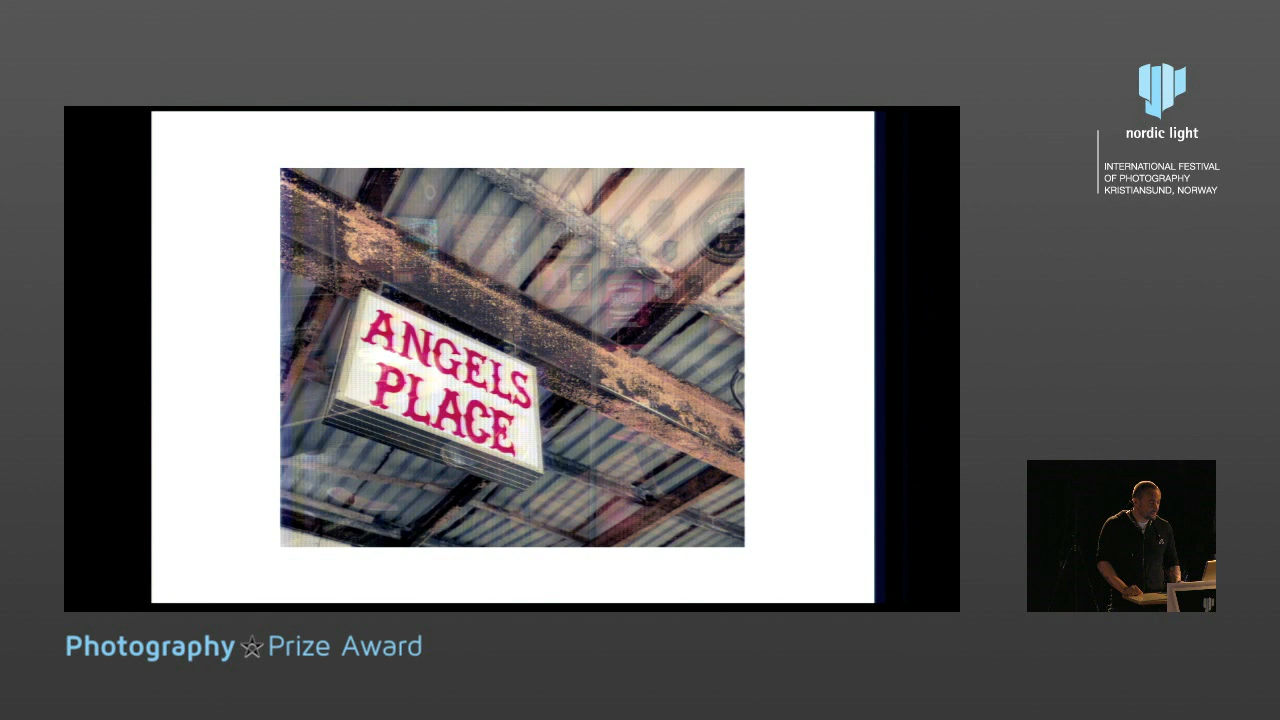 nordic light
INTERNATIONAL FESTIVAL
OF PHOTOGRAPHY
KRISTIANSUND, NORWAY
ANGELS
PLACE
Photography Prize Award